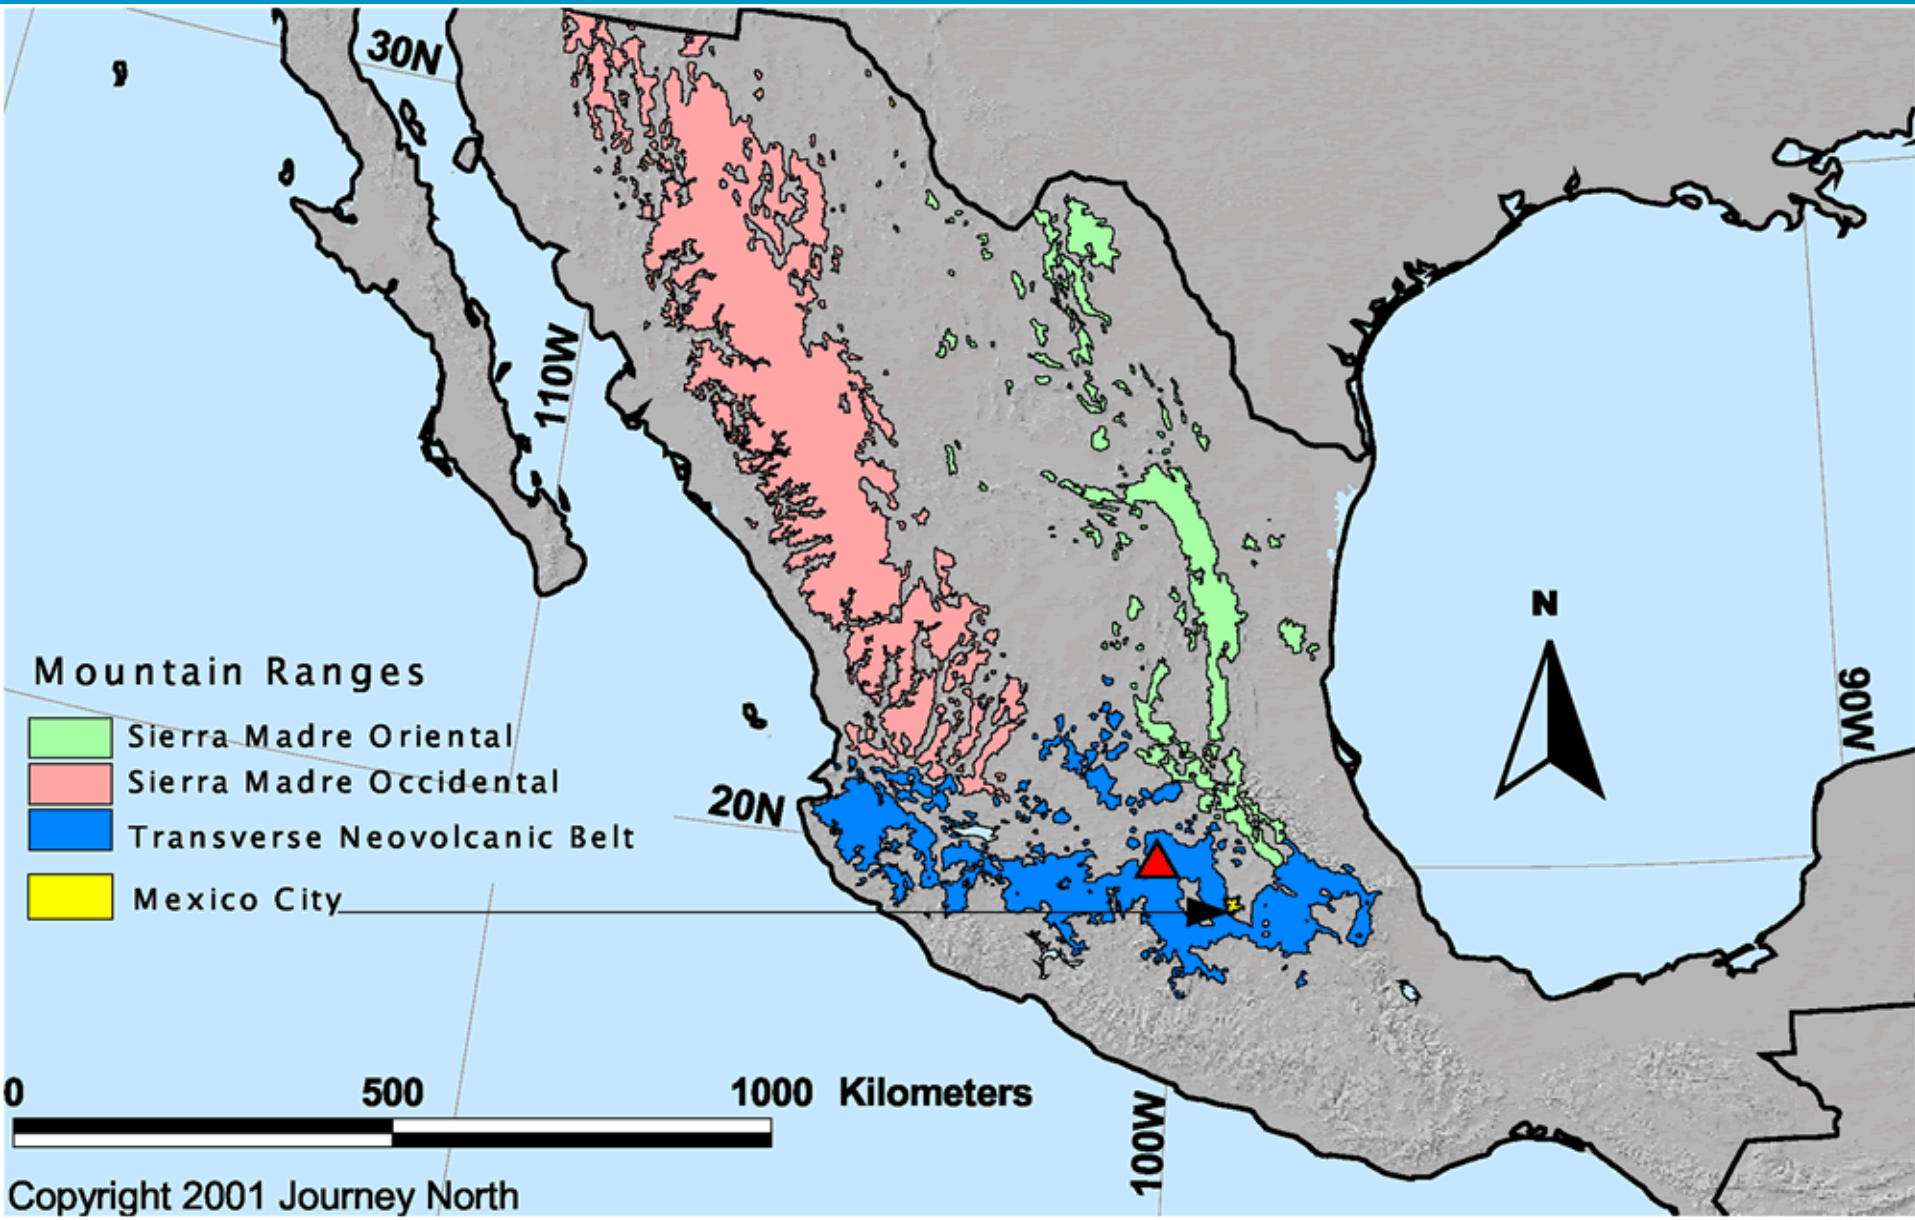 30N
110W
N
Mountain Ranges
Sierra Madre Oriental
Sierra Madre Occidental
Transverse Neovolcanic Belt
Mexico City
20N
90W
0 500 1000 Kilometers
100W
Copyright 2001 Journey North